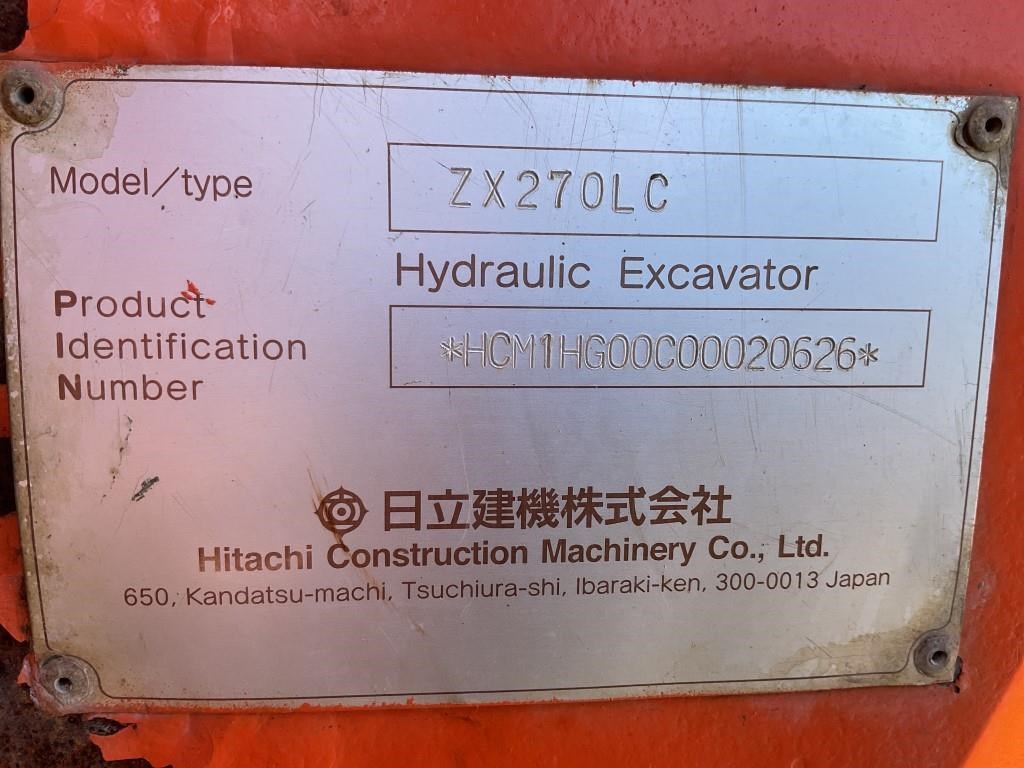 Model/type ZX270LC
Hydraulic Excavator
Product
Identification
Number
*HCM1HG00C00020626*
日立建機株式会社
Hitachi Construction Machinery Co., Ltd.
650, Kandatsu-machi, Tsuchiura-shi, Ibaraki-ken, 300-0013 Japan